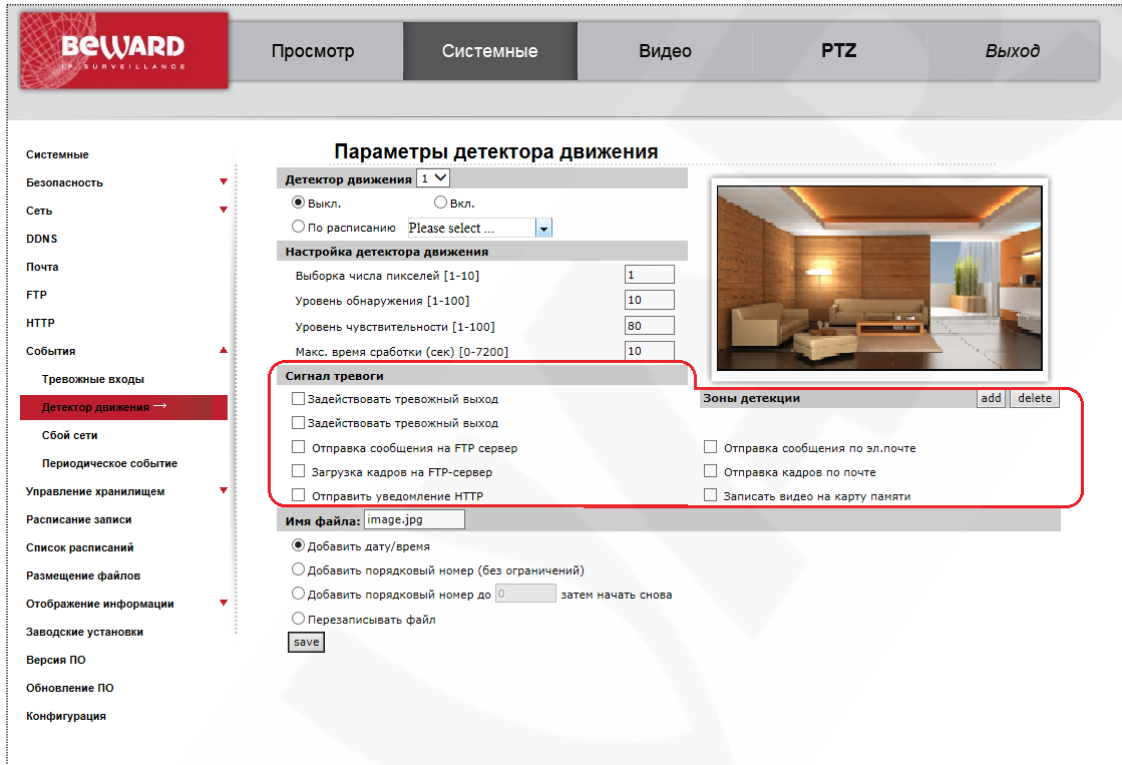 BEWARD
IP SURVEILLANCE
Просмотр
Системные
Видео
PTZ
Выход
Системные
Безопасность
Сеть
DDNS
Почта
FTP
HTTP
События
Тревожные входы
Детектор движения →
Сбой сети
Периодическое событие
Управление хранилищем
Расписание записи
Список расписаний
Размещение файлов
Отображение информации
Заводские установки
Версия ПО
Обновление ПО
Конфигурация
Параметры детектора движения
Детектор движения 1
Выкл. Вкл.
По расписанию Please select ...
Настройка детектора движения
Выборка числа пикселей [1-10] 1
Уровень обнаружения [1-100] 10
Уровень чувствительности [1-100] 80
Макс. время сработки (сек) [0-7200] 10
Сигнал тревоги
Задействовать тревожный выход
Зоны детекции add delete
Задействовать тревожный выход
Отправка сообщения на FTP сервер
Отправка сообщения по эл.почте
Загрузка кадров на FTP-сервер
Отправка кадров по почте
Отправить уведомление HTTP
Записать видео на карту памяти
Имя файла: image.jpg
Добавить дату/время
Добавить порядковый номер (без ограничений)
Добавить порядковый номер до 0 затем начать снова
Перезаписывать файл
save